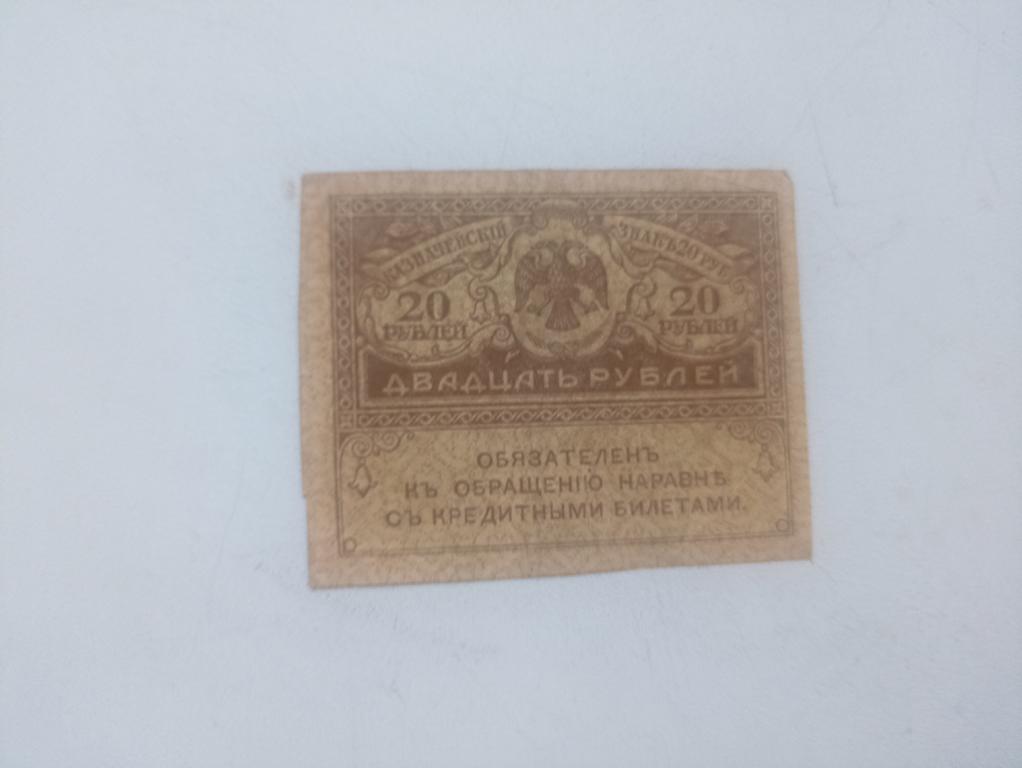 КАЗНАЧЕЙСКІЙ ЗНАКЪ 20 РУБ.
20 20
РУБЛЕЙ РУБЛЕЙ
ДВАДЦАТЬ РУБЛЕЙ
ОБЯЗАТЕЛЕНЪ
КЪ ОБРАЩЕНІЮ НАРАВНѢ
СЪ КРЕДИТНЫМИ БИЛЕТАМИ.